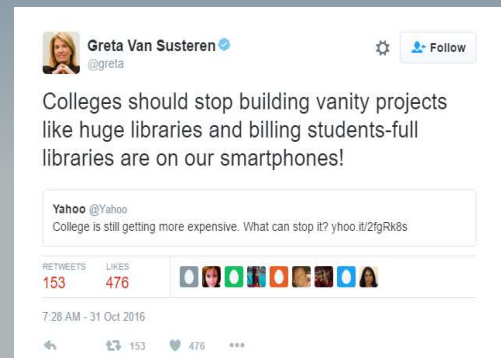 Greta Van Susteren
@greta
Follow
Colleges should stop building vanity projects
like huge libraries and billing students-full
libraries are on our smartphones!
Yahoo @Yahoo
College is still getting more expensive. What can stop it? yhoo.it/2fgRk8s
RETWEETS LIKES
153 476
7:28 AM - 31 Oct 2016
153 476